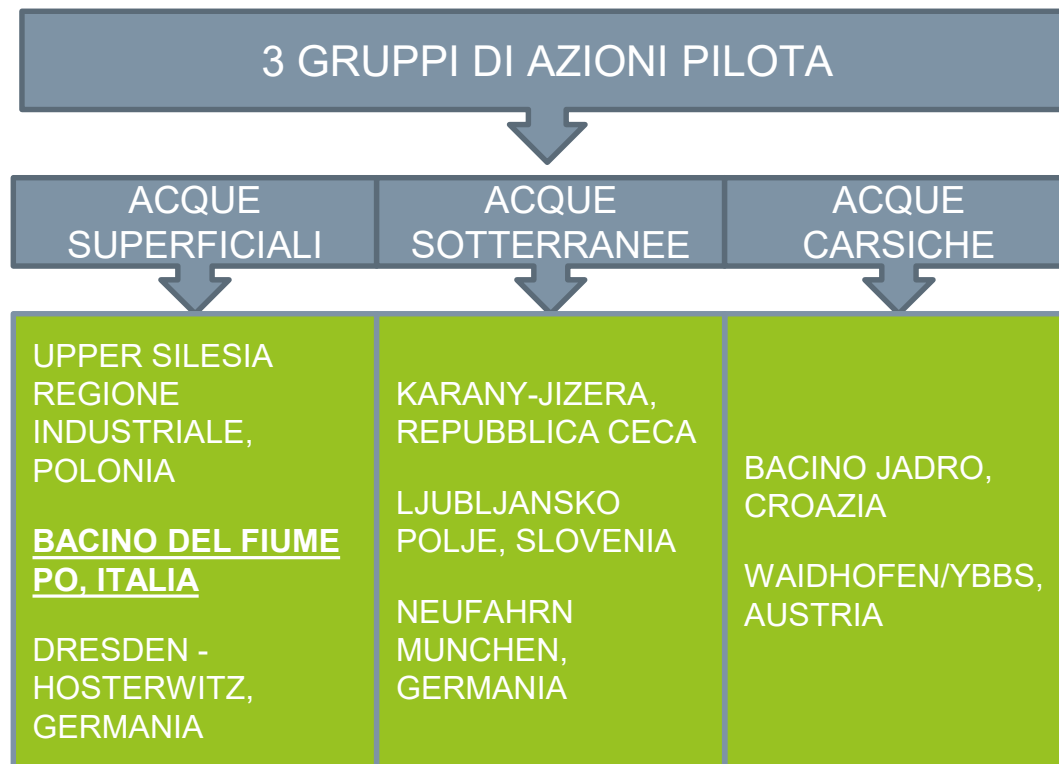 3 GRUPPI DI AZIONI PILOTA
ACQUE
SUPERFICIALI
ACQUE
SOTTERRANEE
ACQUE
CARSICHE
UPPER SILESIA
REGIONE
INDUSTRIALE,
POLONIA
BACINO DEL FIUME
PO, ITALIA
DRESDEN -
HOSTERWITZ,
GERMANIA
KARANY-JIZERA,
REPUBBLICA CECA
LJUBLJANSKO
POLJE, SLOVENIA
NEUFAHRN
MUNCHEN,
GERMANIA
BACINO JADRO,
CROAZIA
WAIDHOFEN/YBBS,
AUSTRIA